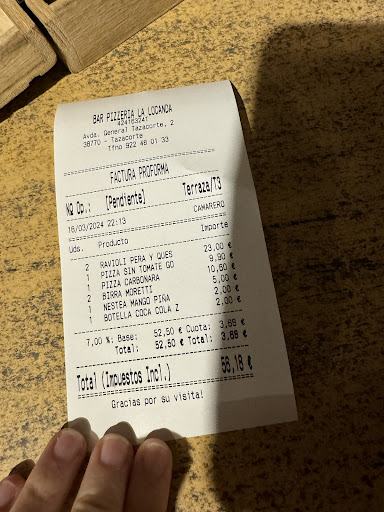 BAR PIZZERIA LA LOCANDA
42416324T
Avda. General Tazacorte, 2
38770 - Tazacorte
Tfno 922 48 01 33
FACTURA PROFORMA
Nº Op.: [Pendiente] Terraza/T3
16/03/2024 22:13 CAMARERO
Uds. Producto Importe
2 RAVIOLI PERA Y QUES 23,00 €
1 PIZZA SIN TOMATE GO 9,90 €
1 PIZZA CARBONARA 10,60 €
2 BIRRA MORETTI 5,00 €
1 NESTEA MANGO PIÑA 2,00 €
1 BOTELLA COCA COLA Z 2,00 €
7,00 %: Base: 52,50 € Cuota: 3,68 €
Total: 52,50 € Total: 3,68 €
Total (Impuestos Incl.) 56,18 €
Gracias por su visita!